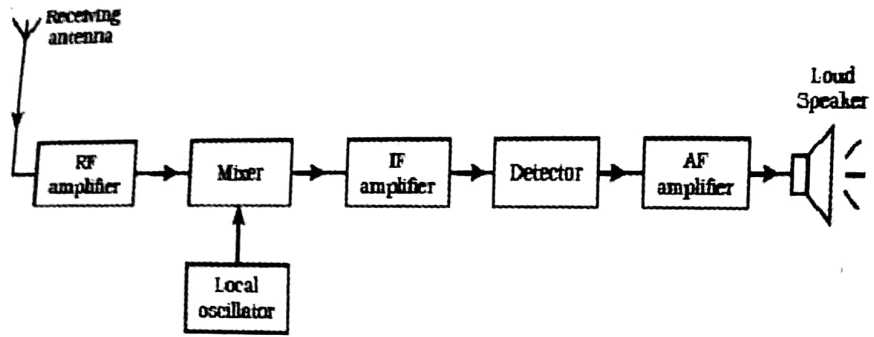 Receiving
antenna
Loud
Speaker
RF
amplifier
Mixer
IF
amplifier
Detector
AF
amplifier
Local
oscillator